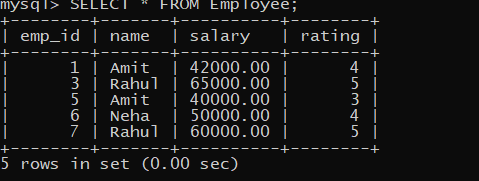 mysql> SELECT * FROM Employee;
+--------+-------+----------+--------+
| emp_id | name  | salary   | rating |
+--------+-------+----------+--------+
|      1 | Amit  | 42000.00 |      4 |
|      3 | Rahul | 65000.00 |      5 |
|      5 | Amit  | 40000.00 |      3 |
|      6 | Neha  | 50000.00 |      4 |
|      7 | Rahul | 60000.00 |      5 |
+--------+-------+----------+--------+
5 rows in set (0.00 sec)